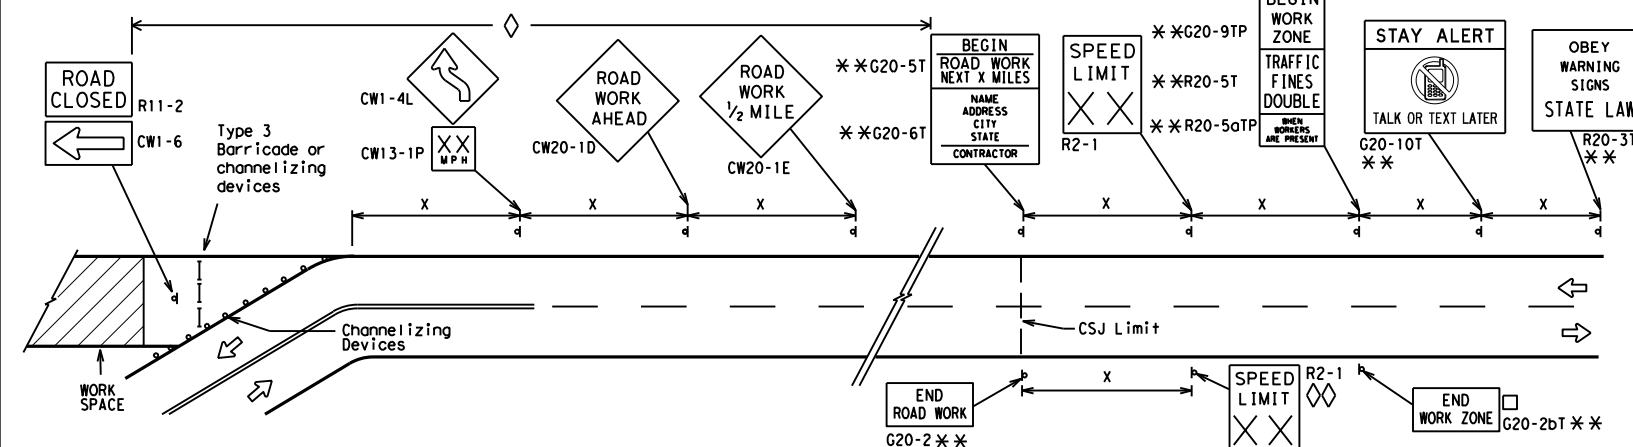 ROAD
CLOSED
R11-2
CW1-6
Type 3
Barricade or
channelizing
devices
CW1-4L
CW13-1P
X X
MPH
ROAD
WORK
AHEAD
CW20-1D
ROAD
WORK
1/2 MILE
CW20-1E
**G20-5T
**G20-6T
BEGIN
ROAD WORK
NEXT X MILES
NAME
ADDRESS
CITY
STATE
CONTRACTOR
SPEED
LIMIT
X X
R2-1
**G20-9TP
**R20-5T
**R20-5aTP
BEGIN
WORK
ZONE
TRAFFIC
FINES
DOUBLE
WHEN
WORKERS
ARE PRESENT
STAY ALERT
TALK OR TEXT LATER
G20-10T
**
OBEY
WARNING
SIGNS
STATE LAW
R20-3T
**
X
X
X
X
X
X
X
Channelizing
Devices
CSJ Limit
WORK
SPACE
END
ROAD WORK
G20-2**
X
SPEED
LIMIT
X X
R2-1
END
WORK ZONE
G20-2bT **